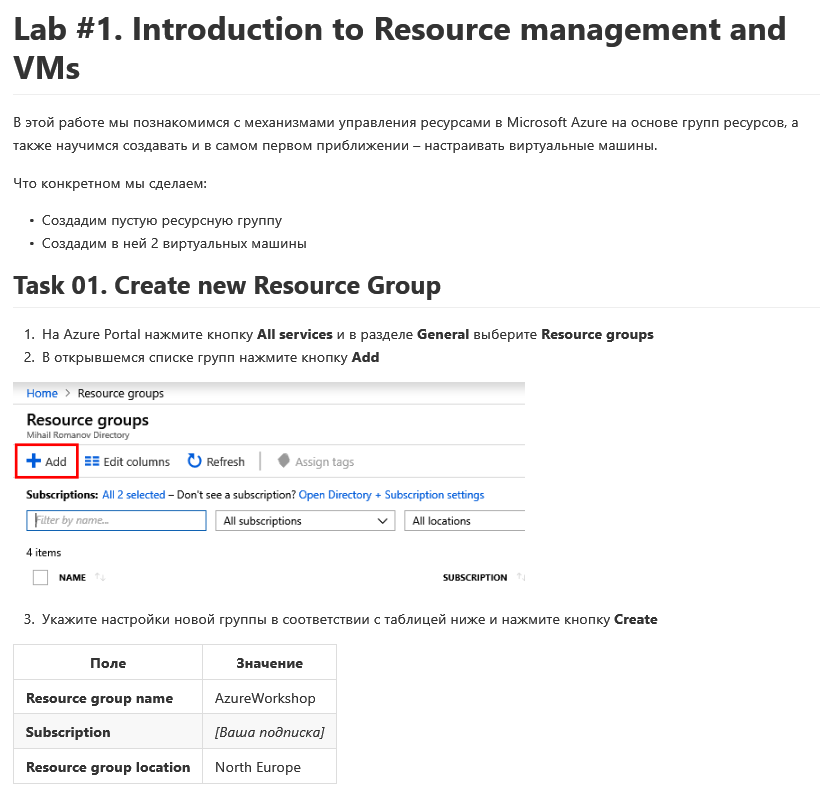 Lab #1. Introduction to Resource management and
VMs
В этой работе мы познакомимся с механизмами управления ресурсами в Microsoft Azure на основе групп ресурсов, а
также научимся создавать и в самом первом приближении – настраивать виртуальные машины.
Что конкретном мы сделаем:
• Создадим пустую ресурсную группу
• Создадим в ней 2 виртуальных машины
Task 01. Create new Resource Group
1. На Azure Portal нажмите кнопку All services и в разделе General выберите Resource groups
2. В открывшемся списке групп нажмите кнопку Add
Home > Resource groups
Resource groups
Mihail Romanov Directory
Add Edit columns Refresh Assign tags
Subscriptions: All 2 selected – Don't see a subscription? Open Directory + Subscription settings
Filter by name... All subscriptions All locations
4 items
NAME SUBSCRIPTION
3. Укажите настройки новой группы в соответствии с таблицей ниже и нажмите кнопку Create
Поле Значение
Resource group name AzureWorkshop
Subscription [Ваша подписка]
Resource group location North Europe